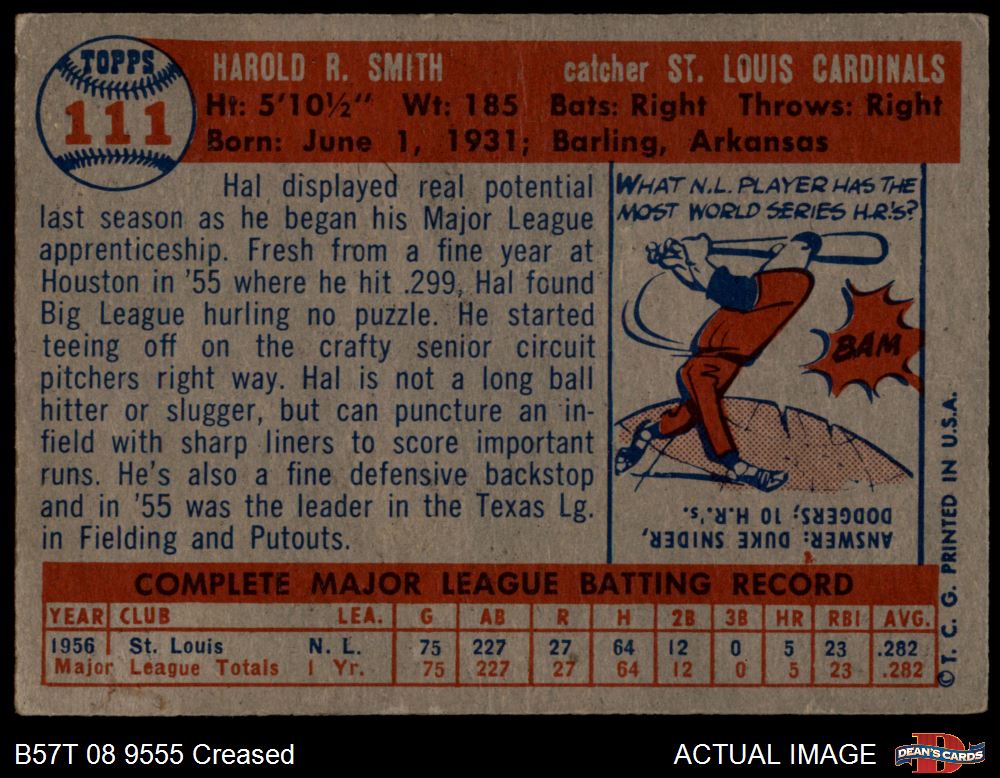 TOPPS
111
HAROLD R. SMITH catcher ST. LOUIS CARDINALS
Ht: 5'10½" Wt: 185 Bats: Right Throws: Right
Born: June 1, 1931; Barling, Arkansas
Hal displayed real potential
last season as he began his Major League
apprenticeship. Fresh from a fine year at
Houston in '55 where he hit .299, Hal found
Big League hurling no puzzle. He started
teeing off on the crafty senior circuit
pitchers right way. Hal is not a long ball
hitter or slugger, but can puncture an in-
field with sharp liners to score important
runs. He's also a fine defensive backstop
and in '55 was the leader in the Texas Lg.
in Fielding and Putouts.
WHAT N.L. PLAYER HAS THE
MOST WORLD SERIES H.R.'S?
BAM
ANSWER: DUKE SNIDER,
DODGERS; 10 H.R.'s.
COMPLETE MAJOR LEAGUE BATTING RECORD
YEAR CLUB LEA. G AB R H 2B 3B HR RBI AVG.
1956 St. Louis N. L. 75 227 27 64 12 0 5 23 .282
Major League Totals 1 Yr. 75 227 27 64 12 0 5 23 .282
© T. C. G. PRINTED IN U.S.A.
B57T 08 9555 Creased
ACTUAL IMAGE
DEAN'S CARDS